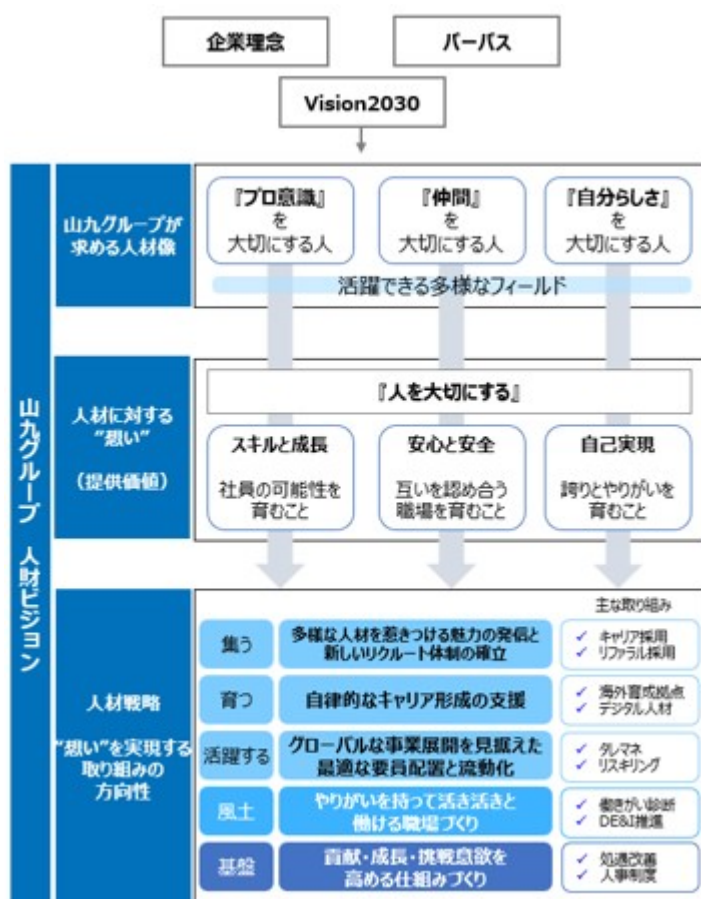 企業理念
パーパス
Vision2030
山九グループ 人財ビジョン
山九グループが
求める人材像
『プロ意識』
を
大切にする人
『仲間』
を
大切にする人
『自分らしさ』
を
大切にする人
活躍できる多様なフィールド
人材に対する
“想い”
（提供価値）
『人を大切にする』
スキルと成長
社員の可能性を
育むこと
安心と安全
互いを認め合う
職場を育むこと
自己実現
誇りとやりがいを
育むこと
人材戦略
“想い”を実現する
取り組みの
方向性
主な取り組み
集う
多様な人材を惹きつける魅力の発信と
新しいリクルート体制の確立
✓ キャリア採用
✓ リファラル採用
育つ
自律的なキャリア形成の支援
✓ 海外育成拠点
✓ デジタル人材
活躍する
グローバルな事業展開を見据えた
最適な要員配置と流動化
✓ タレマネ
✓ リスキリング
風土
やりがいを持って活き活きと
働ける職場づくり
✓ 働きがい診断
✓ DE&I推進
基盤
貢献・成長・挑戦意欲を
高める仕組みづくり
✓ 処遇改善
✓ 人事制度